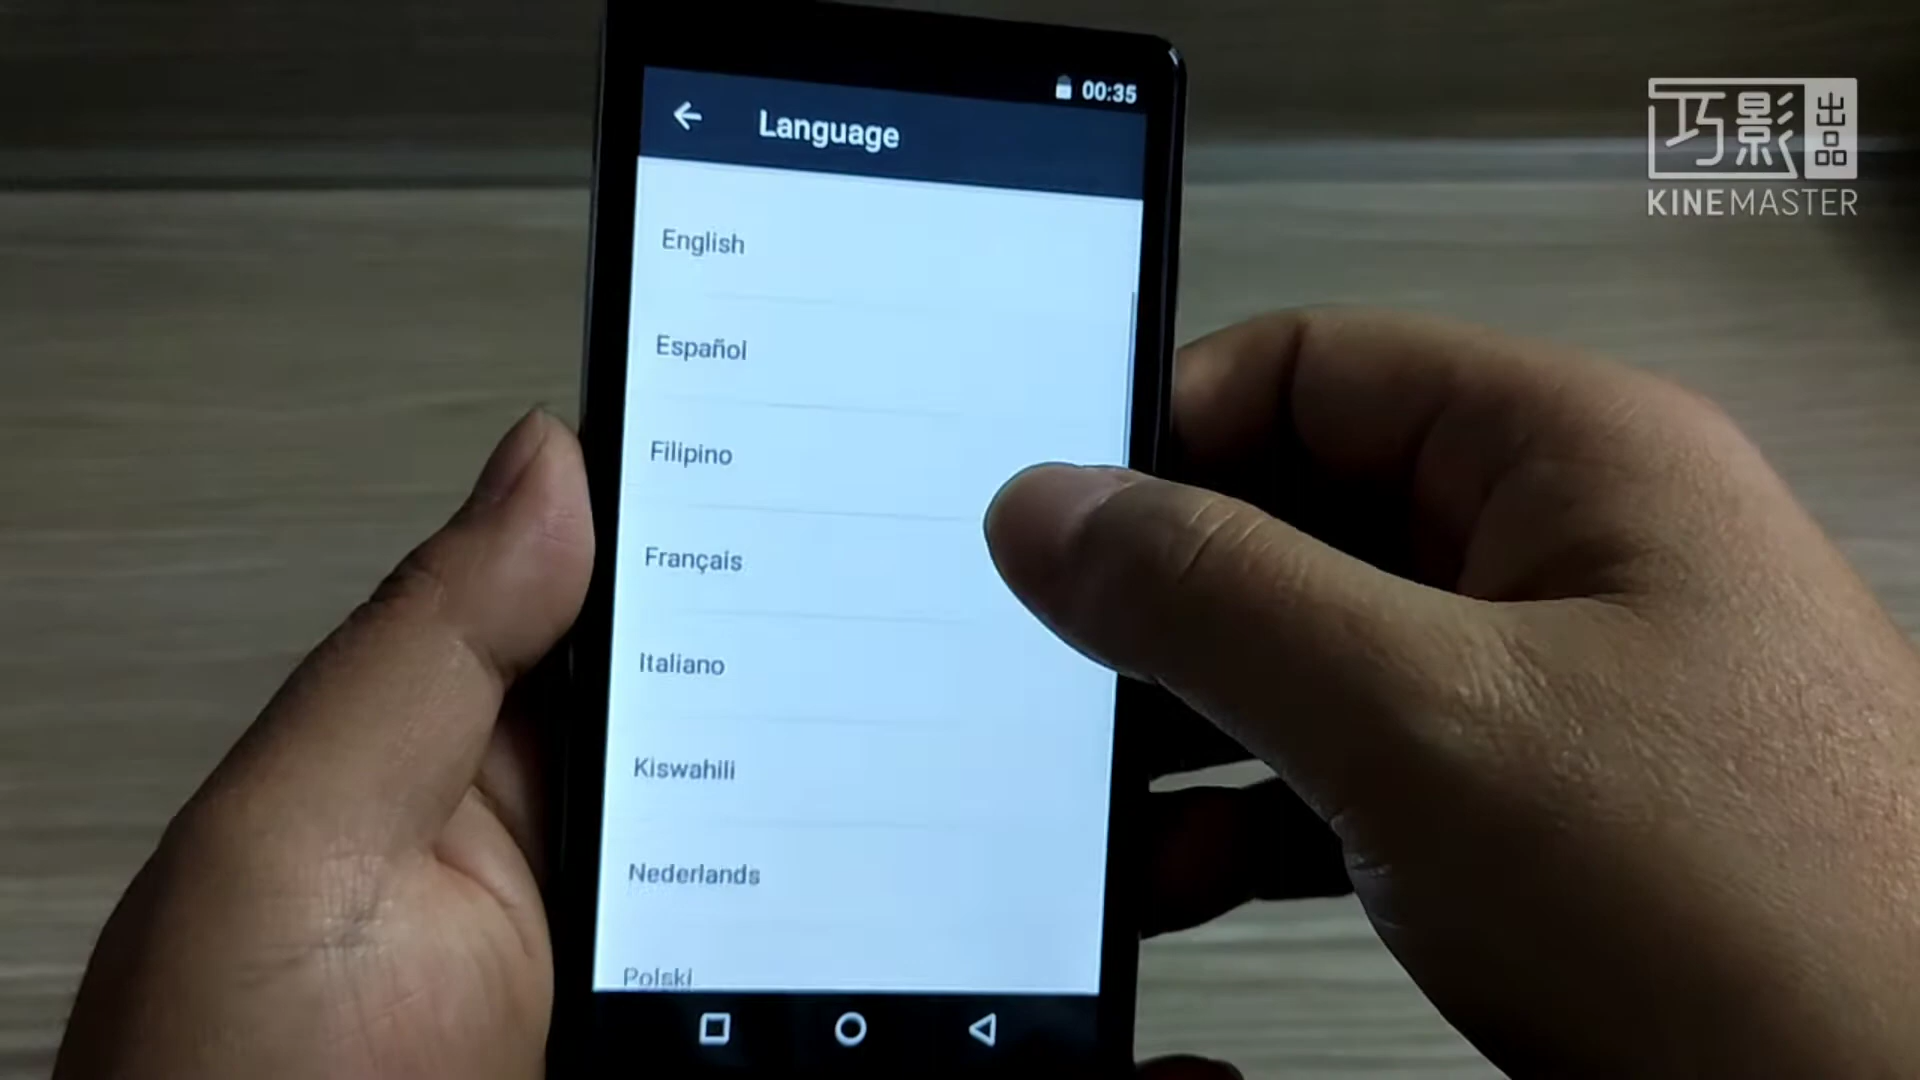 00:35
Language
English
Español
Filipino
Français
Italiano
Kiswahili
Nederlands
Polski
巧影出品
KINEMASTER